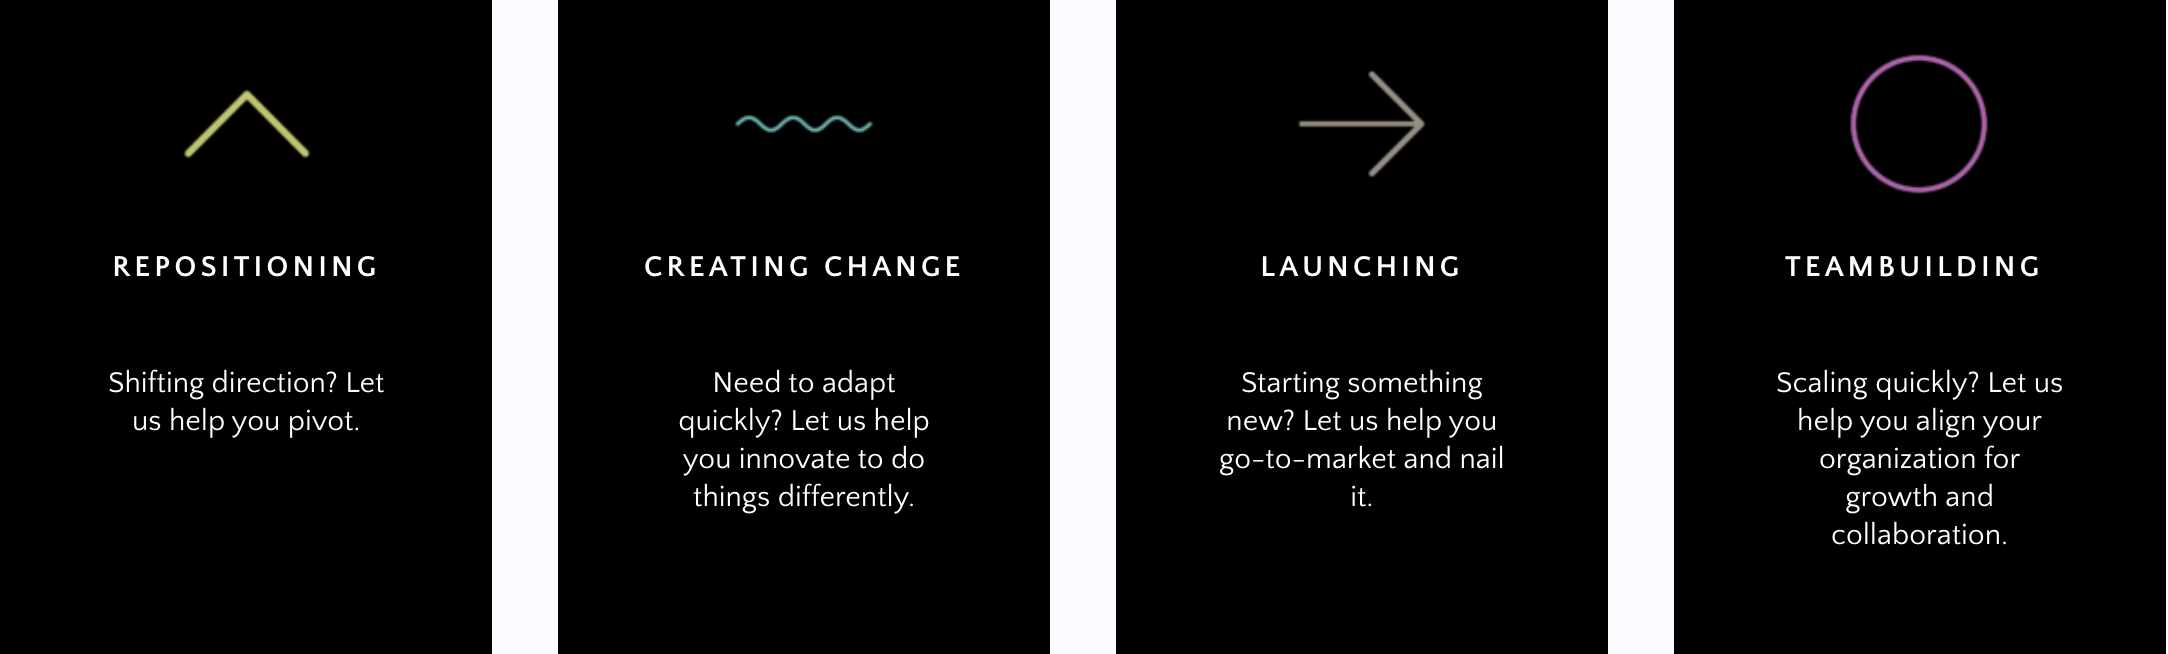 REPOSITIONING
Shifting direction? Let
us help you pivot.
CREATING CHANGE
Need to adapt
quickly? Let us help
you innovate to do
things differently.
LAUNCHING
Starting something
new? Let us help you
go-to-market and nail
it.
TEAMBUILDING
Scaling quickly? Let us
help you align your
organization for
growth and
collaboration.